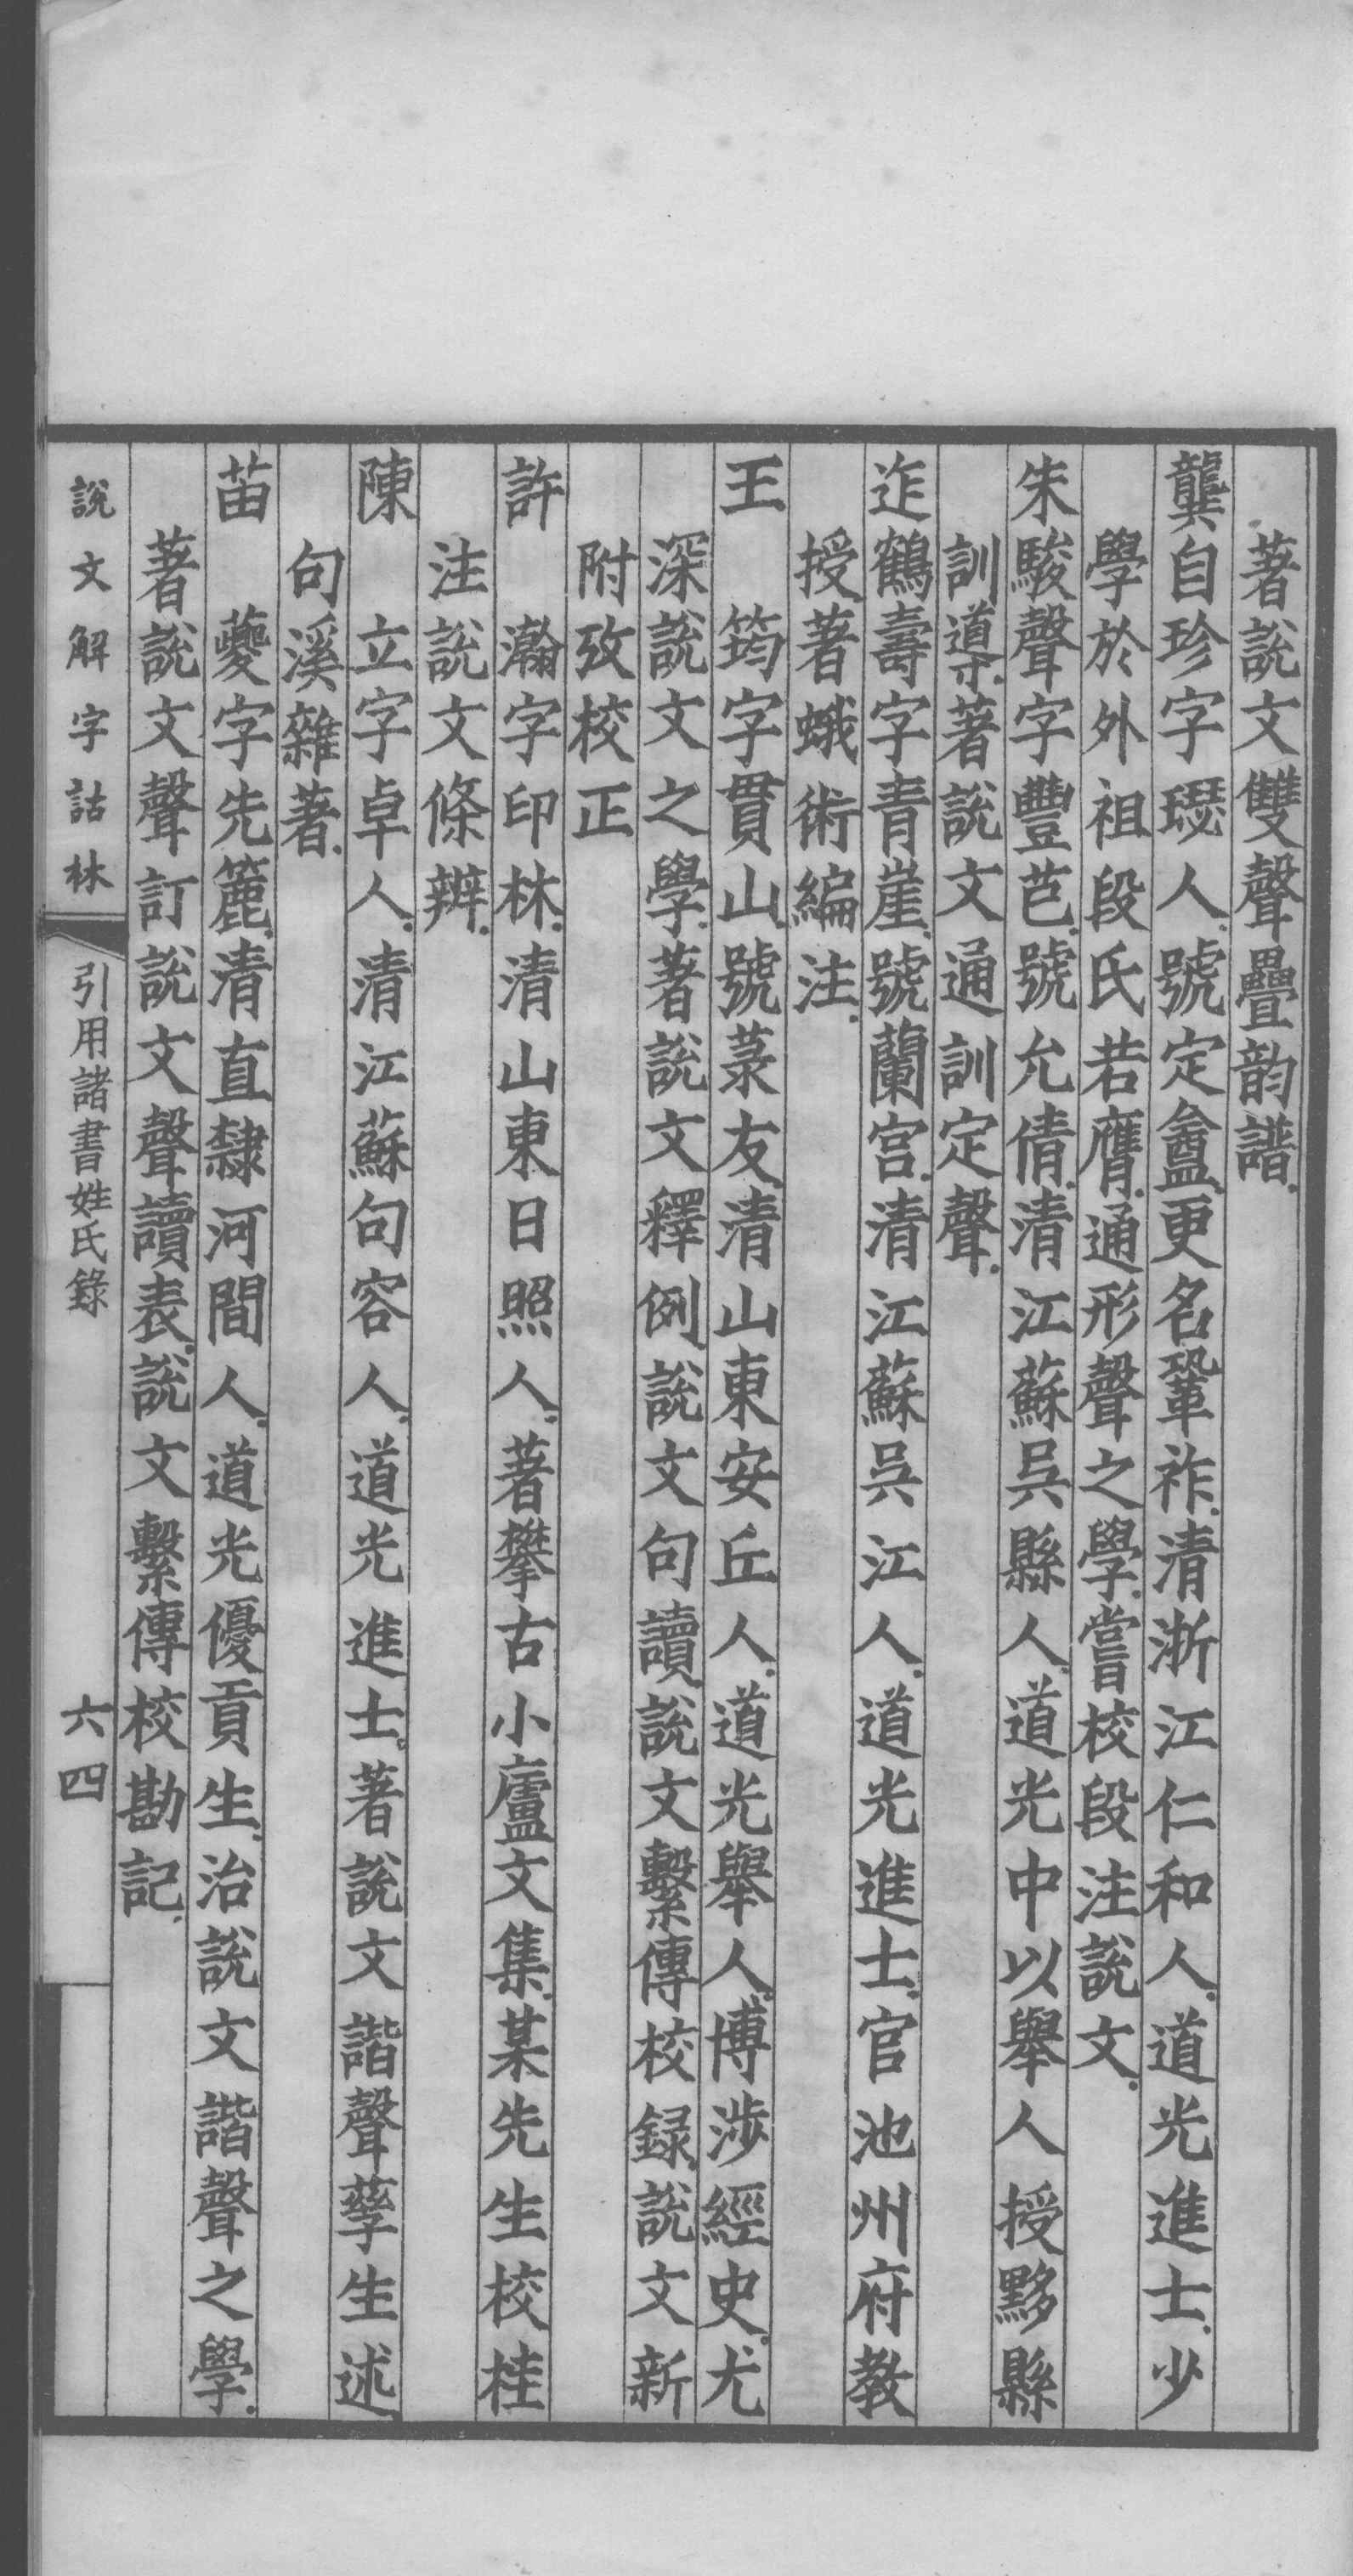 著說文雙聲疊韵譜.
龔自珍字璱人.號定盦.更名鞏祚.清浙江仁和人.道光進士.少
學於外祖段氏若膺.通形聲之學.嘗校段注說文.
朱駿聲字豐芑.號允倩.清江蘇吳縣人.道光中以舉人授黟縣
訓導.著說文通訓定聲.
迮鶴壽字青崖.號蘭宮.清江蘇吳江人.道光進士.官池州府教
授.著蛾術編注.
王筠字貫山.號菉友.清山東安丘人.道光舉人.博涉經史.尤
深說文之學.著說文釋例說文句讀.說文繫傳校録.說文新
附攷校正
許瀚字印林.清山東日照人.著攀古小廬文集.某先生校桂
注說文條辨.
陳立字卓人.清江蘇句容人.道光進士.著說文諧聲孳生述.
句溪雜著.
苗夔字先簏.清直隸河間人.道光優貢生.治說文諧聲之學.
著說文聲訂說文聲讀表.說文繫傳校勘記.
說文解字詁林
引用諸書姓氏錄
六四